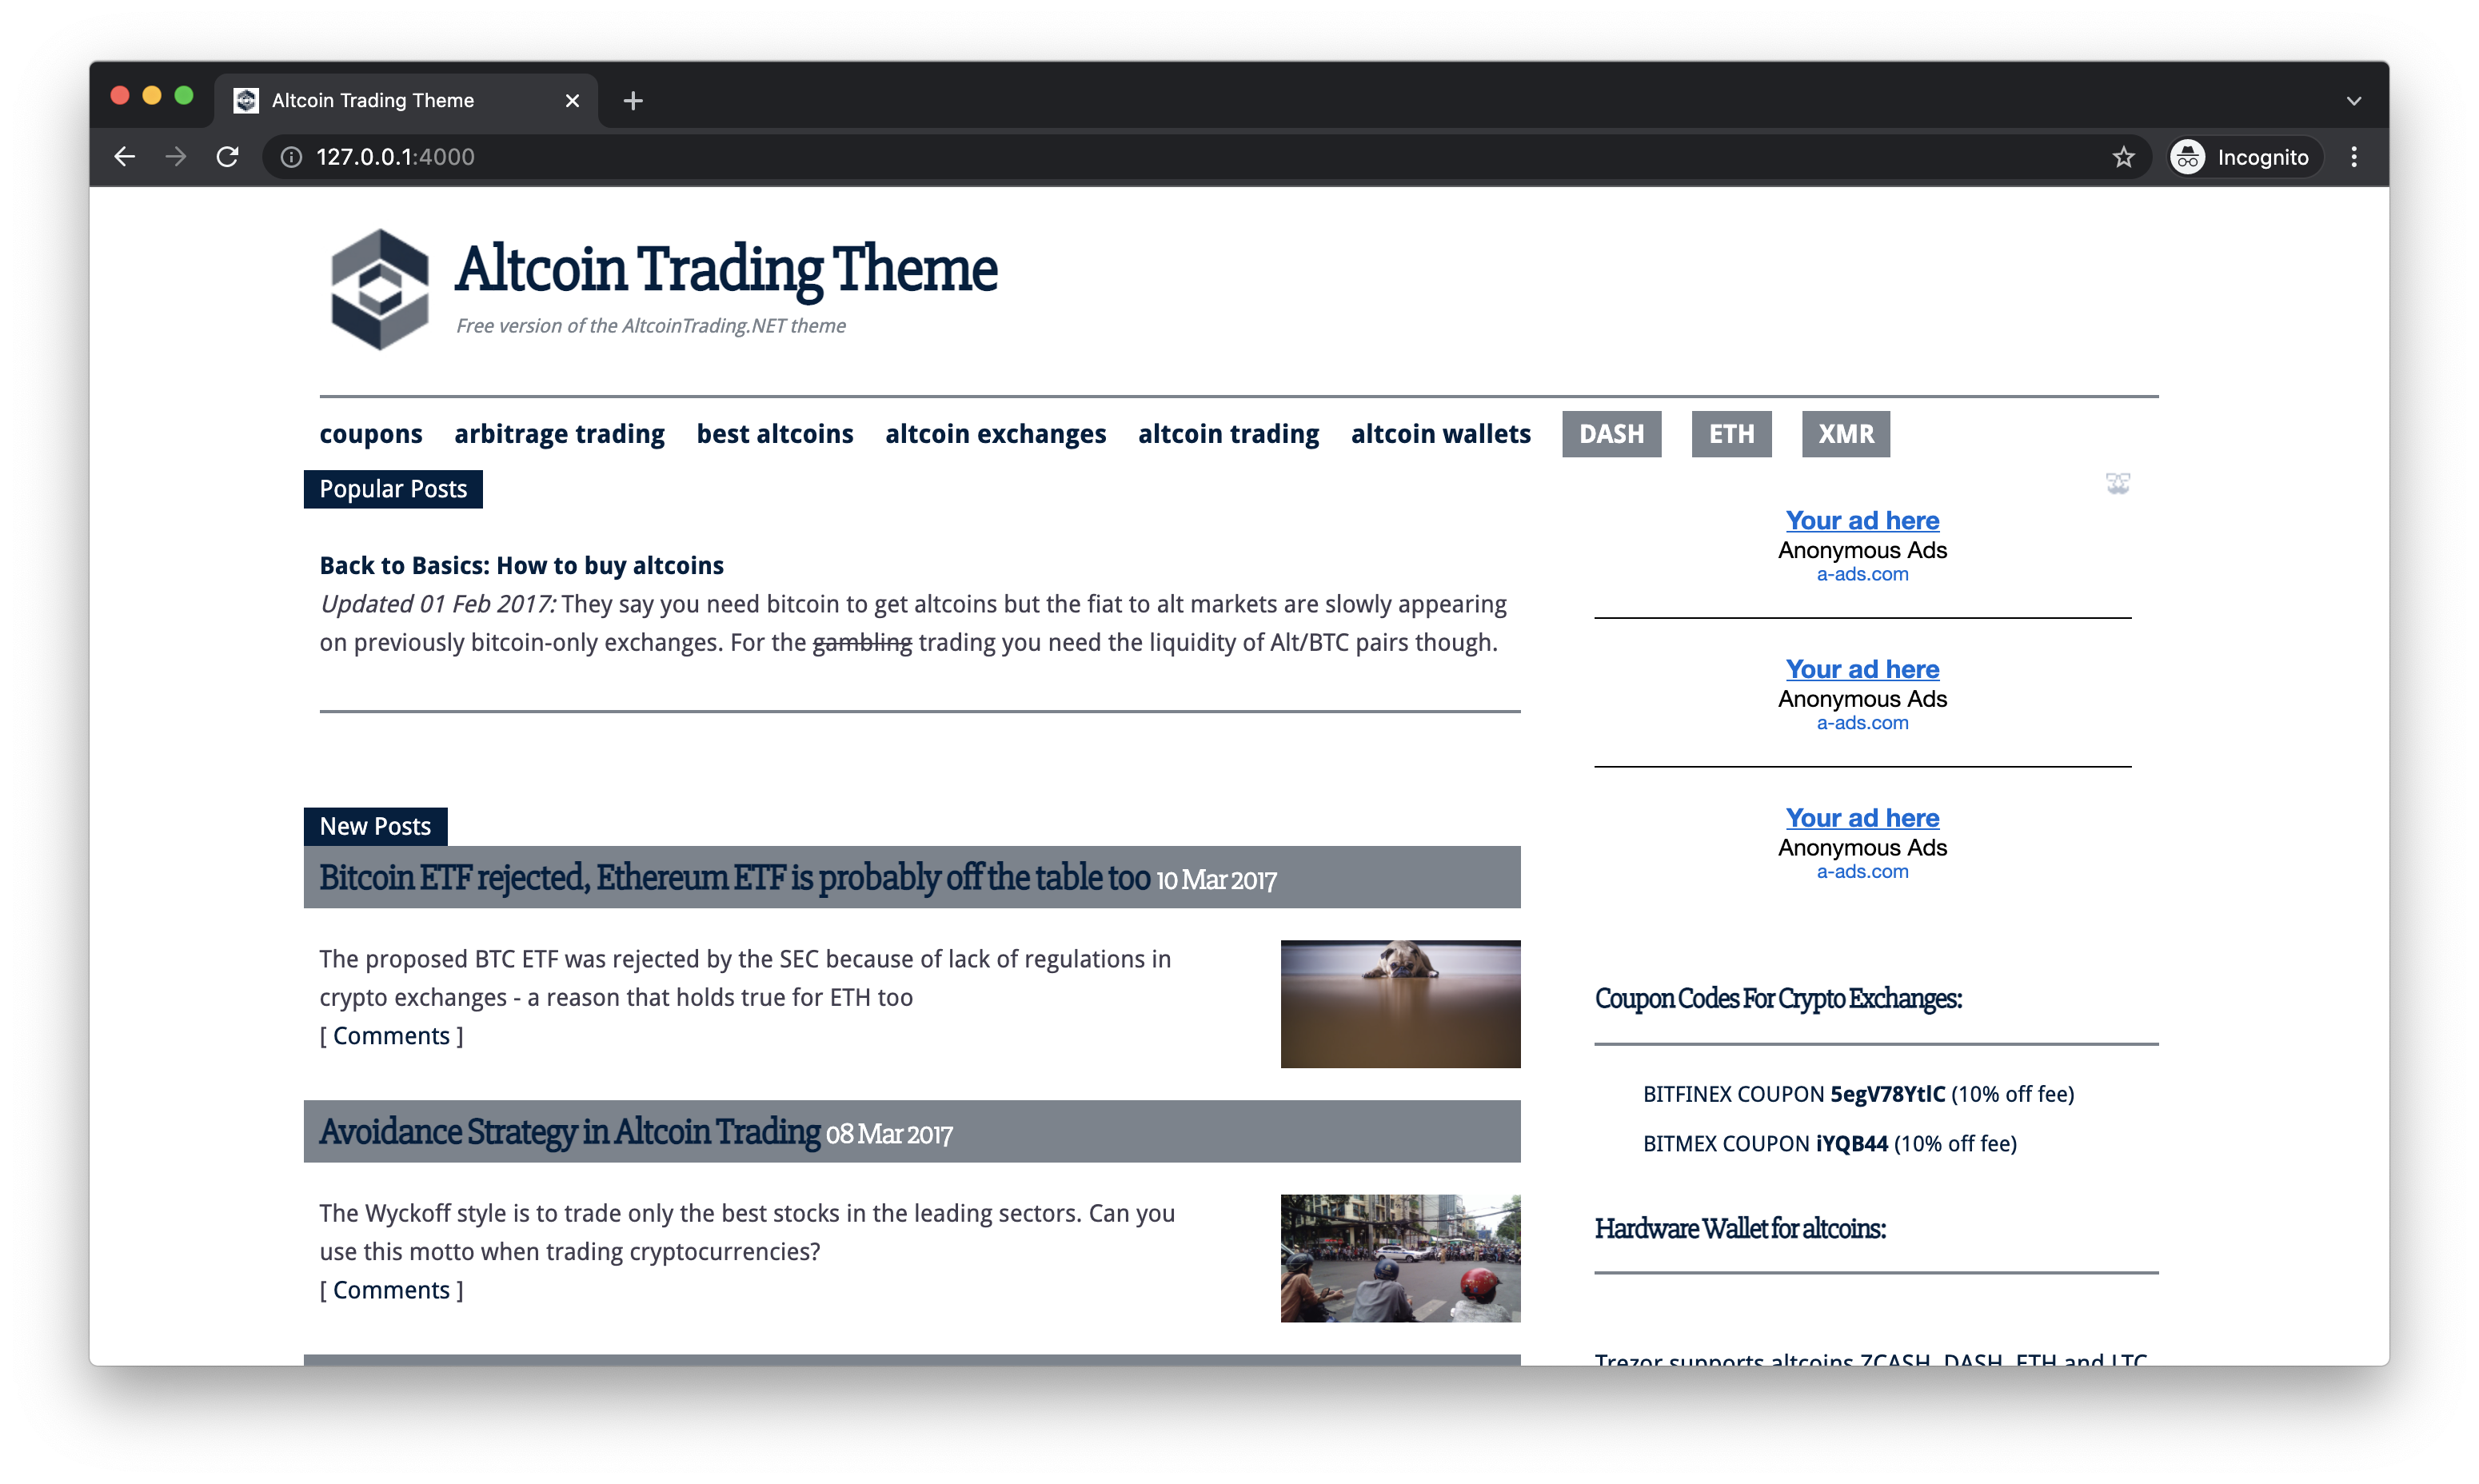 Altcoin Trading Theme
127.0.0.1:4000
Incognito
Altcoin Trading Theme
Free version of the AltcoinTrading.NET theme
coupons arbitrage trading best altcoins altcoin exchanges altcoin trading altcoin wallets DASH ETH XMR
Popular Posts
Back to Basics: How to buy altcoins
Updated 01 Feb 2017: They say you need bitcoin to get altcoins but the fiat to alt markets are slowly appearing
on previously bitcoin-only exchanges. For the gambling trading you need the liquidity of Alt/BTC pairs though.
New Posts
Bitcoin ETF rejected, Ethereum ETF is probably off the table too 10 Mar 2017
The proposed BTC ETF was rejected by the SEC because of lack of regulations in
crypto exchanges - a reason that holds true for ETH too
[ Comments ]
Avoidance Strategy in Altcoin Trading 08 Mar 2017
The Wyckoff style is to trade only the best stocks in the leading sectors. Can you
use this motto when trading cryptocurrencies?
[ Comments ]
Your ad here
Anonymous Ads
a-ads.com
Your ad here
Anonymous Ads
a-ads.com
Your ad here
Anonymous Ads
a-ads.com
Coupon Codes For Crypto Exchanges:
BITFINEX COUPON 5egV78YtlC (10% off fee)
BITMEX COUPON iYQB44 (10% off fee)
Hardware Wallet for altcoins:
Trezor supports altcoins ZCASH, DASH, ETH and LTC